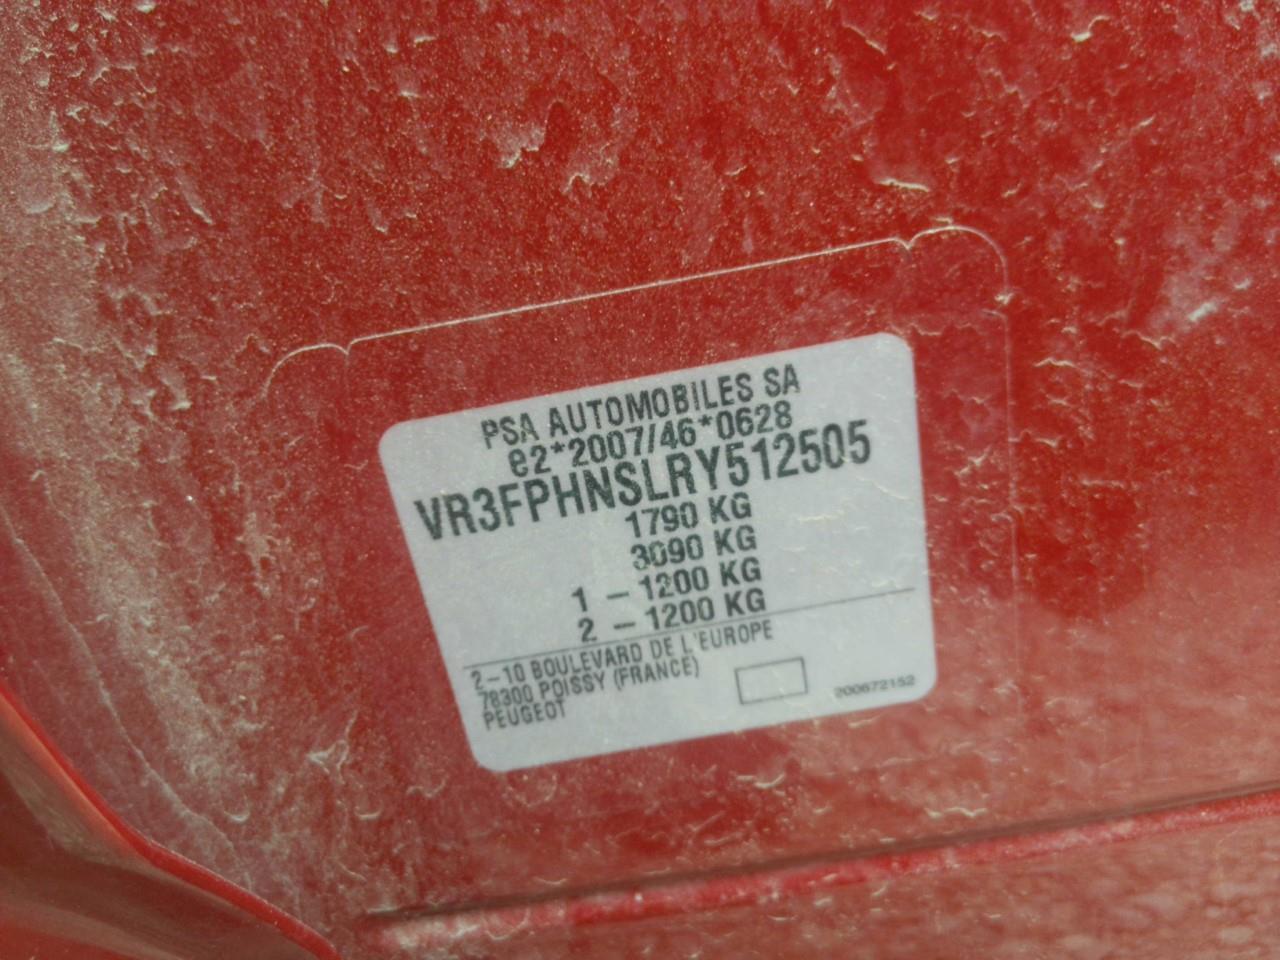 PSA AUTOMOBILES SA
e2*2007/46*0628
VR3FPHNSLRY512505
1790 KG
3090 KG
1 – 1200 KG
2 – 1200 KG
2–10 BOULEVARD DE L'EUROPE
78300 POISSY (FRANCE)
PEUGEOT
200672152